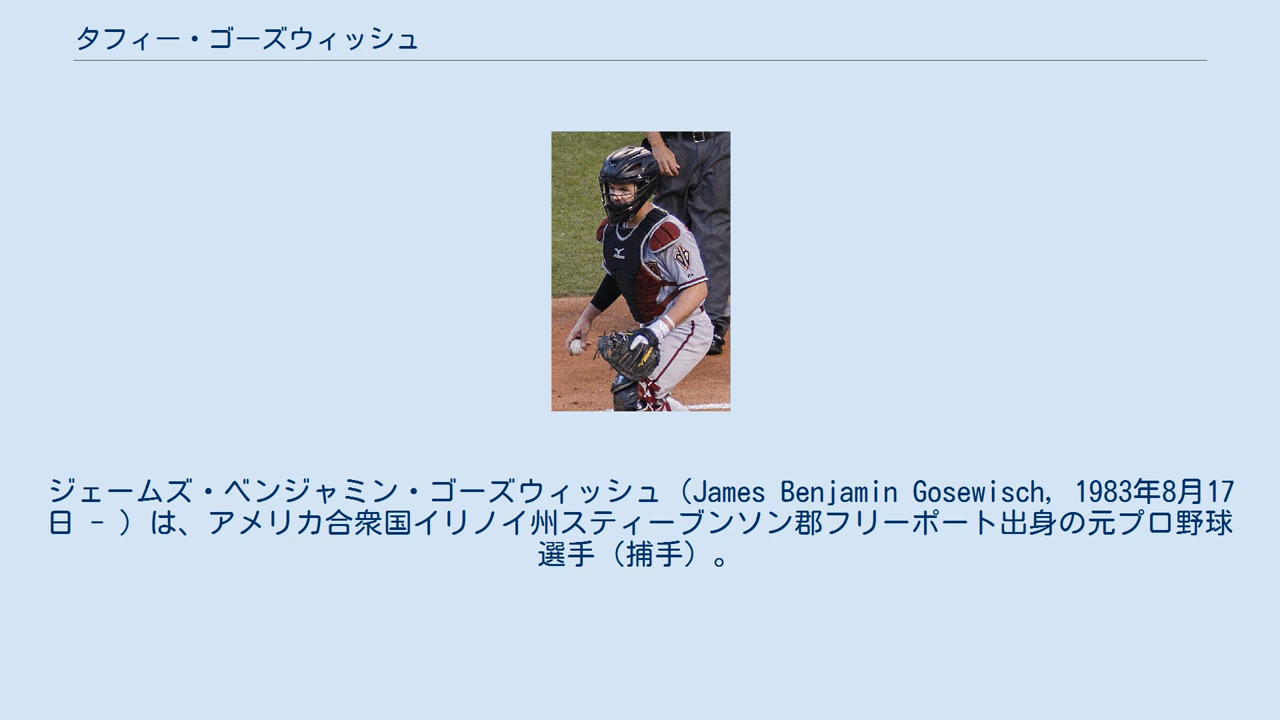 タフィー・ゴーズウィッシュ
ジェームズ・ベンジャミン・ゴーズウィッシュ（James Benjamin Gosewisch, 1983年8月17
日 - ）は、アメリカ合衆国イリノイ州スティーブンソン郡フリーポート出身の元プロ野球
選手（捕手）。